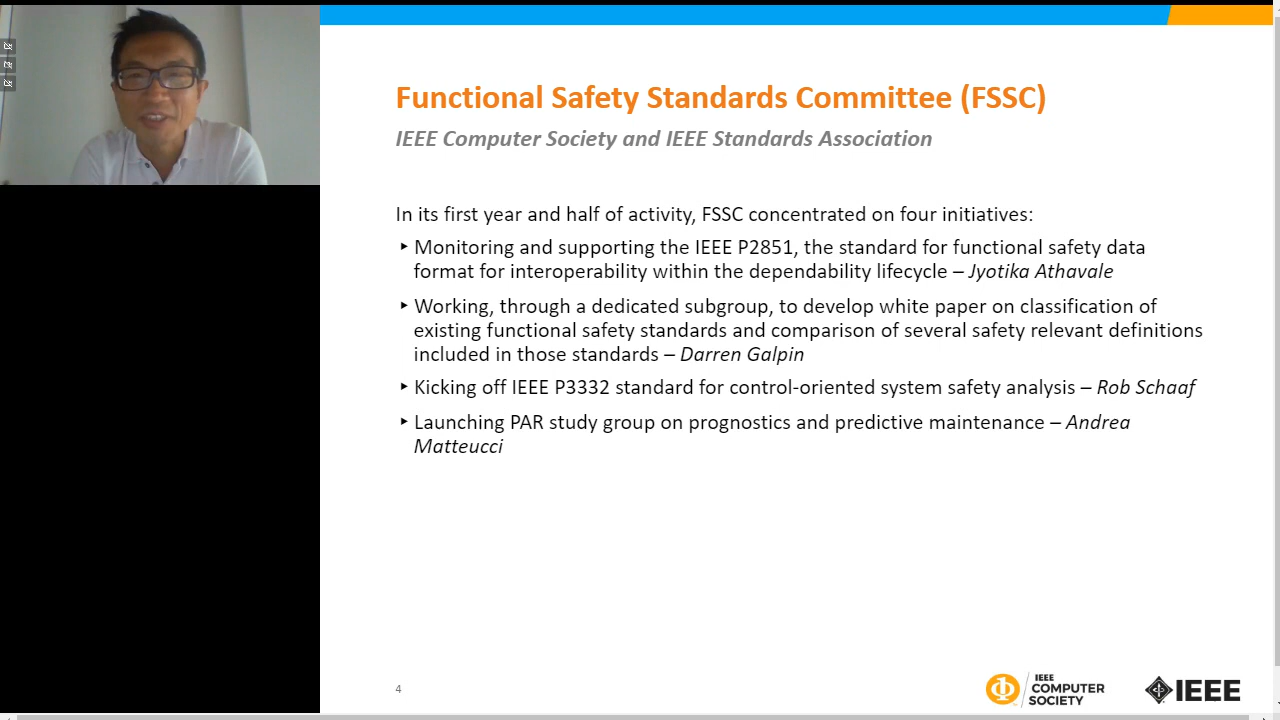 Functional Safety Standards Committee (FSSC)
IEEE Computer Society and IEEE Standards Association
In its first year and half of activity, FSSC concentrated on four initiatives:
‣ Monitoring and supporting the IEEE P2851, the standard for functional safety data
format for interoperability within the dependability lifecycle – Jyotika Athavale
‣ Working, through a dedicated subgroup, to develop white paper on classification of
existing functional safety standards and comparison of several safety relevant definitions
included in those standards – Darren Galpin
‣ Kicking off IEEE P3332 standard for control-oriented system safety analysis – Rob Schaaf
‣ Launching PAR study group on prognostics and predictive maintenance – Andrea
Matteucci
4
IEEE
COMPUTER
SOCIETY
IEEE